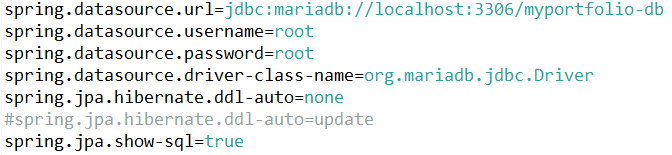 spring.datasource.url=jdbc:mariadb://localhost:3306/myportfolio-db
spring.datasource.username=root
spring.datasource.password=root
spring.datasource.driver-class-name=org.mariadb.jdbc.Driver
spring.jpa.hibernate.ddl-auto=none
#spring.jpa.hibernate.ddl-auto=update
spring.jpa.show-sql=true